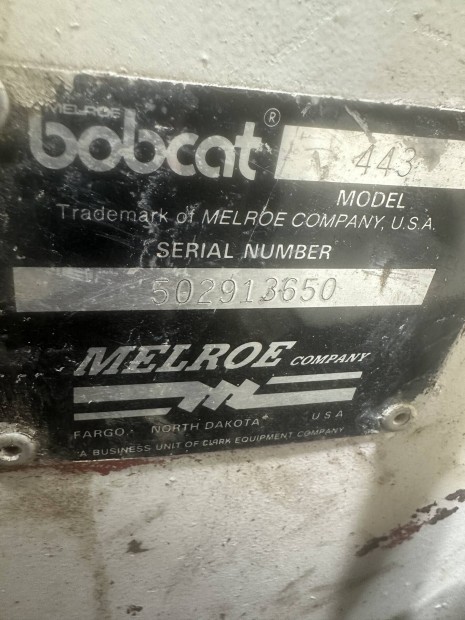 MELROE
bobcat® 443
MODEL
Trademark of MELROE COMPANY, U.S.A.
SERIAL NUMBER
502913650
MELROE COMPANY
FARGO, NORTH DAKOTA USA
A BUSINESS UNIT OF CLARK EQUIPMENT COMPANY